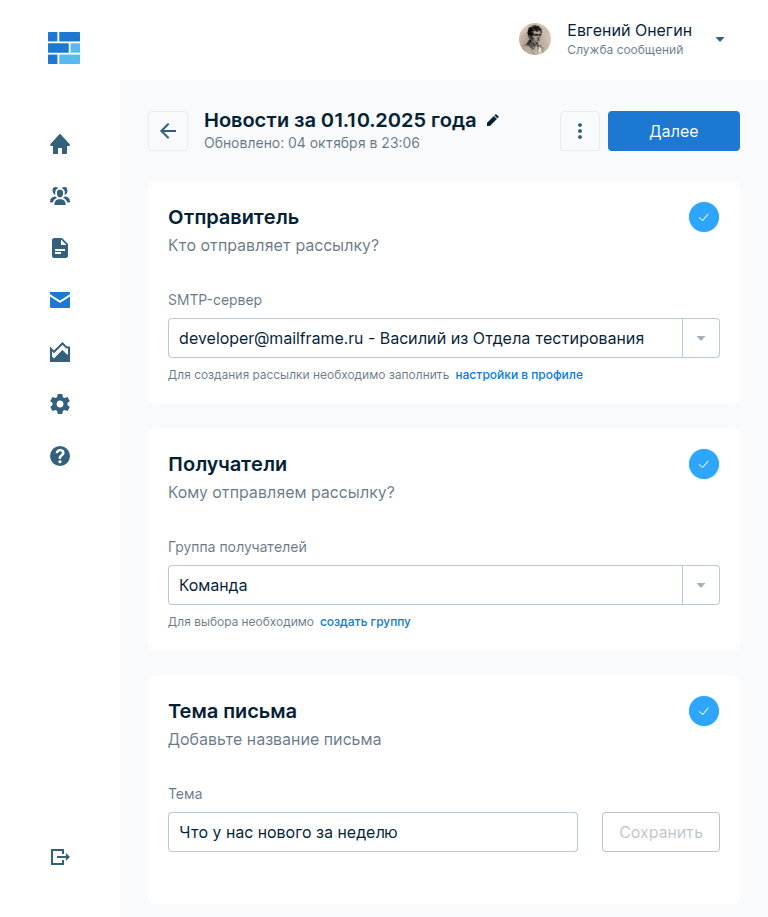 Евгений Онегин
Служба сообщений
Новости за 01.10.2025 года
Обновлено: 04 октября в 23:06
Далее
Отправитель
Кто отправляет рассылку?
SMTP-сервер
developer@mailframe.ru - Василий из Отдела тестирования
Для создания рассылки необходимо заполнить настройки в профиле
Получатели
Кому отправляем рассылку?
Группа получателей
Команда
Для выбора необходимо создать группу
Тема письма
Добавьте название письма
Тема
Что у нас нового за неделю
Сохранить